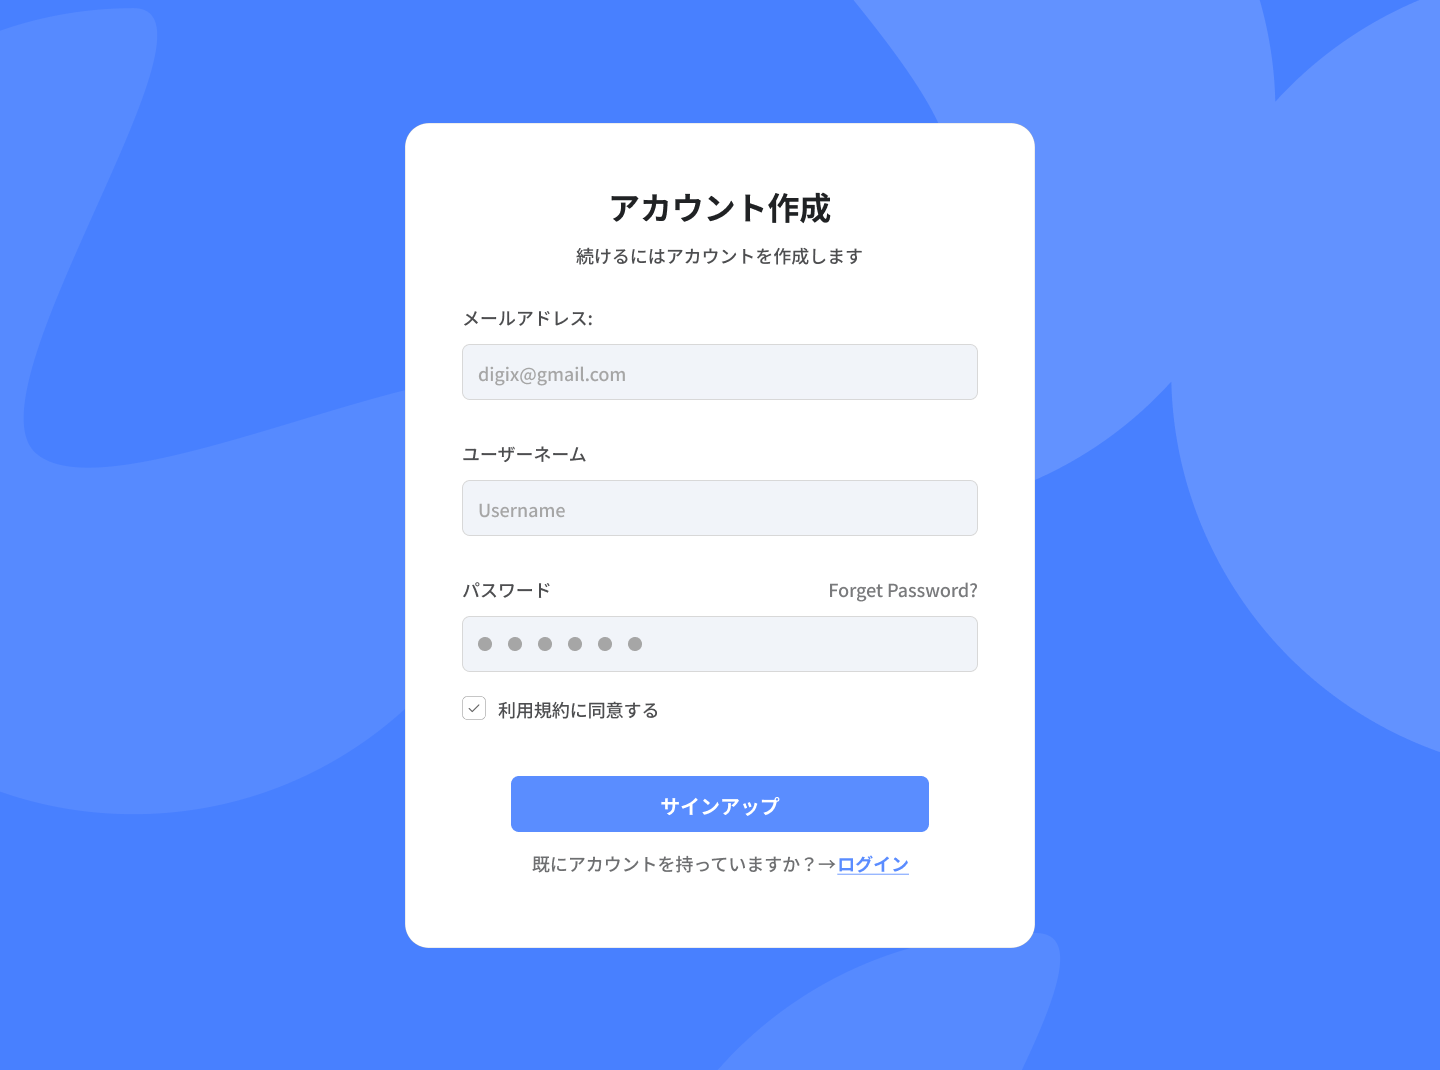 アカウント作成
続けるにはアカウントを作成します
メールアドレス:
digix@gmail.com
ユーザーネーム
Username
パスワード
Forget Password?
利用規約に同意する
サインアップ
既にアカウントを持っていますか？→ログイン